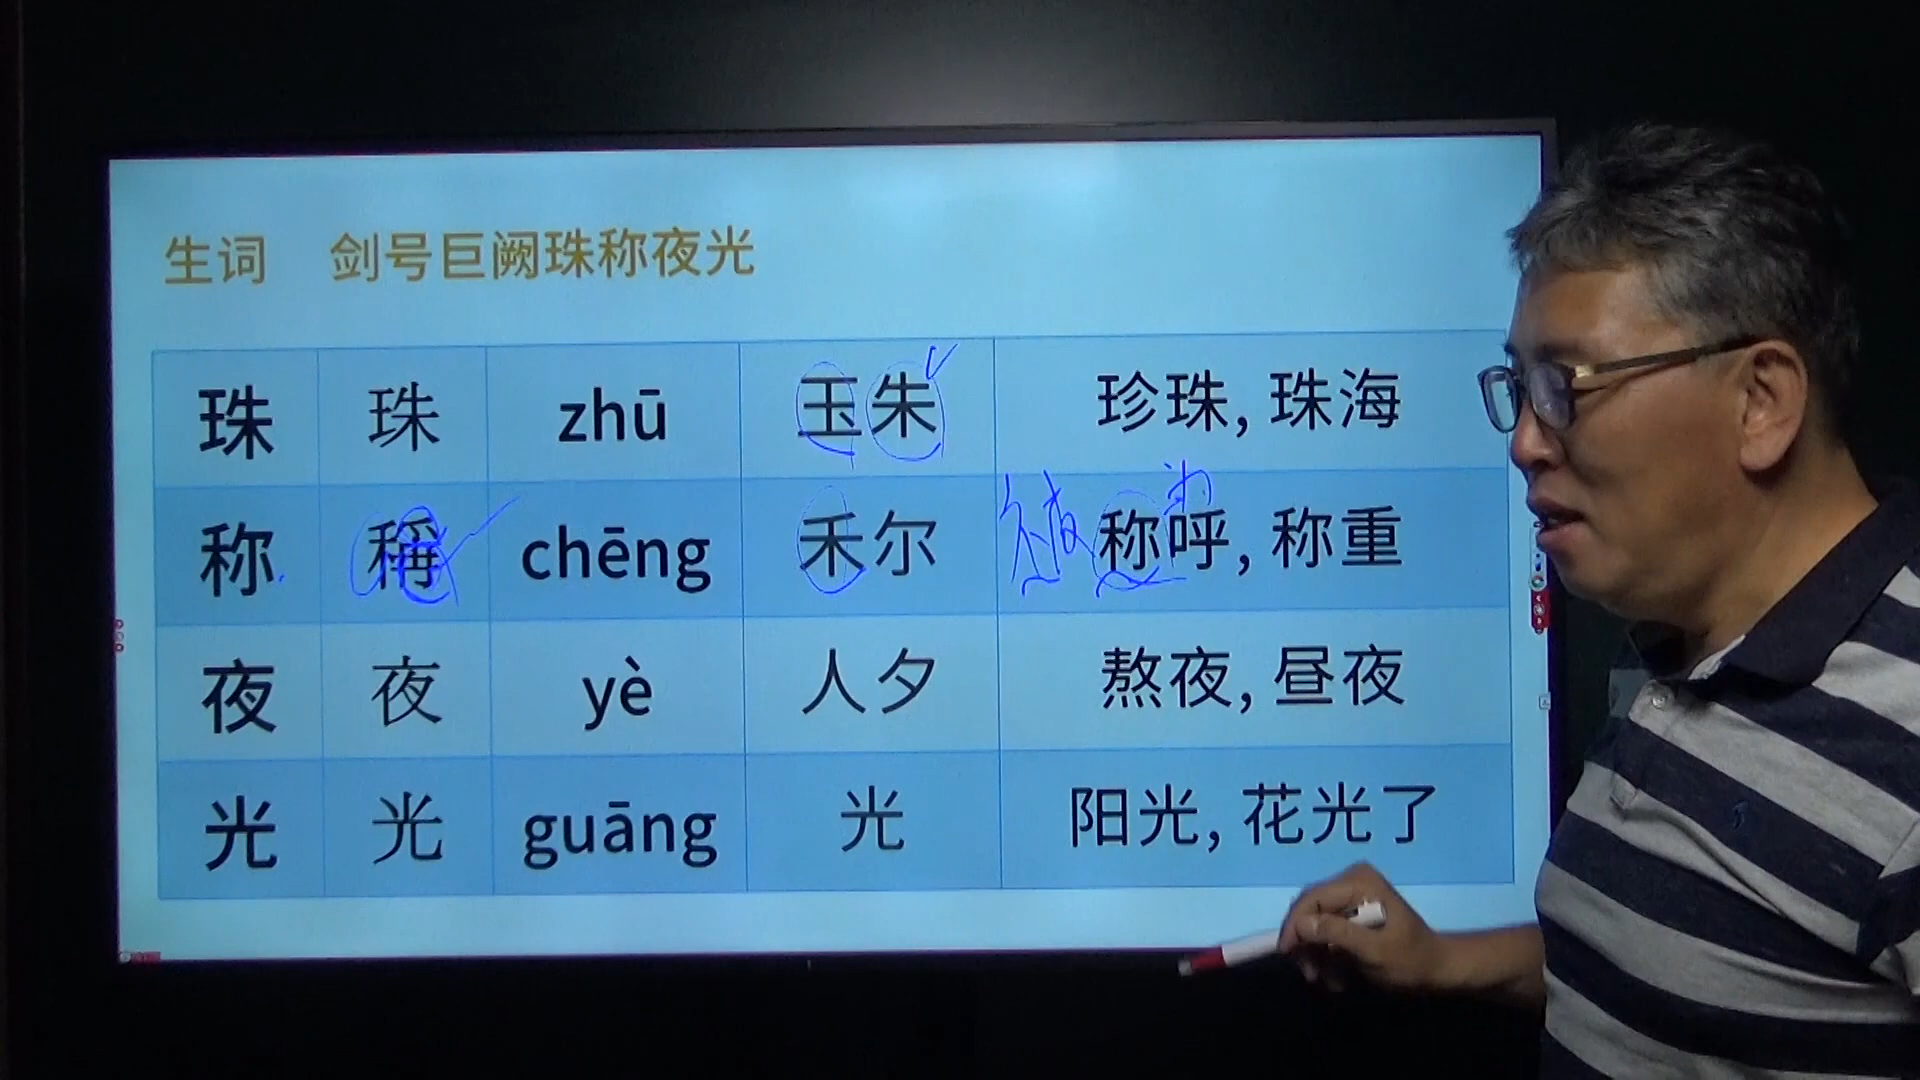 生词 剑号巨阙珠称夜光
珠 珠 zhū 玉朱 珍珠, 珠海
称 稱 chēng 禾尔 称呼, 称重
夜 夜 yè 人夕 熬夜, 昼夜
光 光 guāng 光 阳光, 花光了